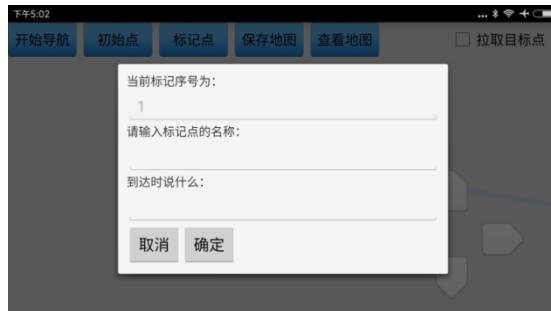 下午5:02 ...
开始导航 初始点 标记点 保存地图 查看地图 拉取目标点
当前标记序号为：
1
请输入标记点的名称：
到达时说什么：
取消 确定